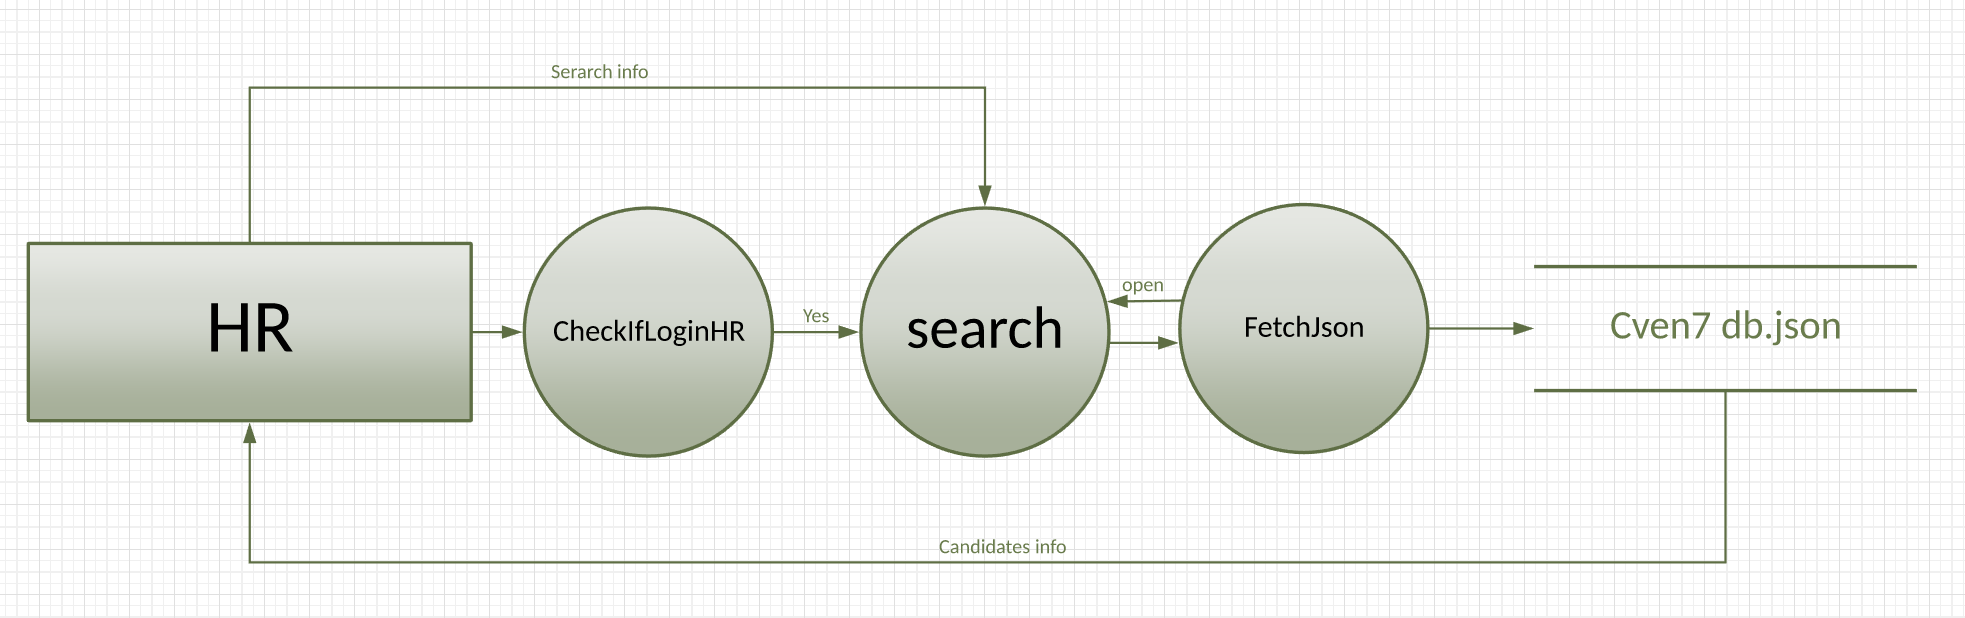 Serarch info
HR
CheckIfLoginHR
Yes
search
open
FetchJson
Cven7 db.json
Candidates info